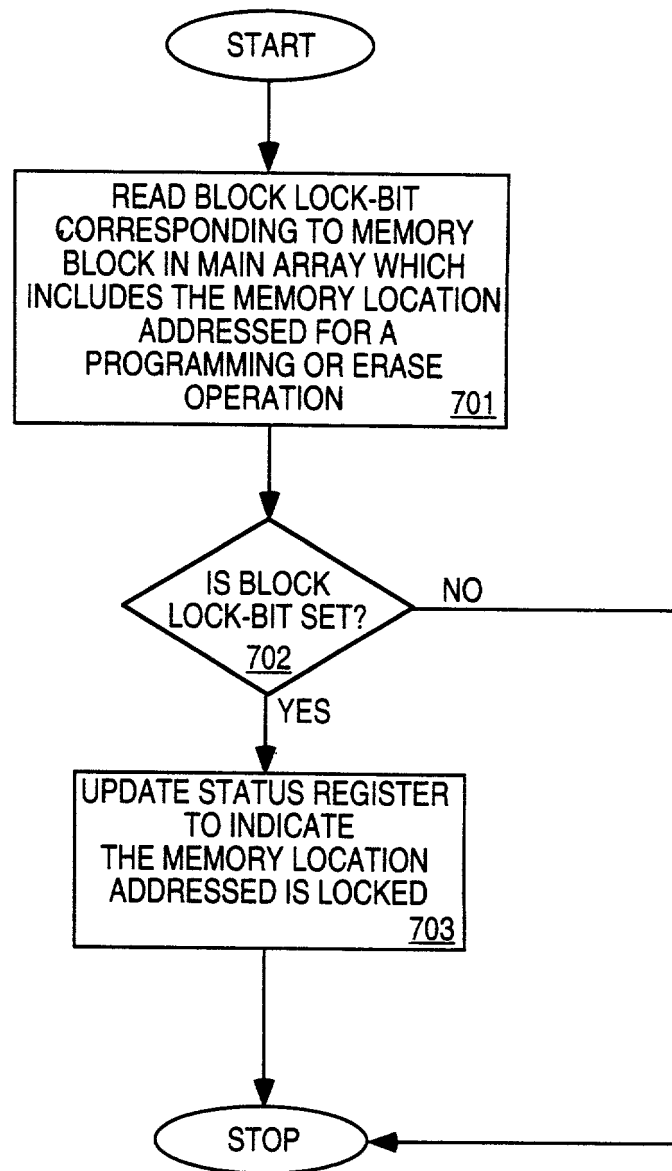 START
READ BLOCK LOCK-BIT
CORRESPONDING TO MEMORY
BLOCK IN MAIN ARRAY WHICH
INCLUDES THE MEMORY LOCATION
ADDRESSED FOR A
PROGRAMMING OR ERASE
OPERATION
701
IS BLOCK
LOCK-BIT SET?
702
NO
YES
UPDATE STATUS REGISTER
TO INDICATE
THE MEMORY LOCATION
ADDRESSED IS LOCKED
703
STOP